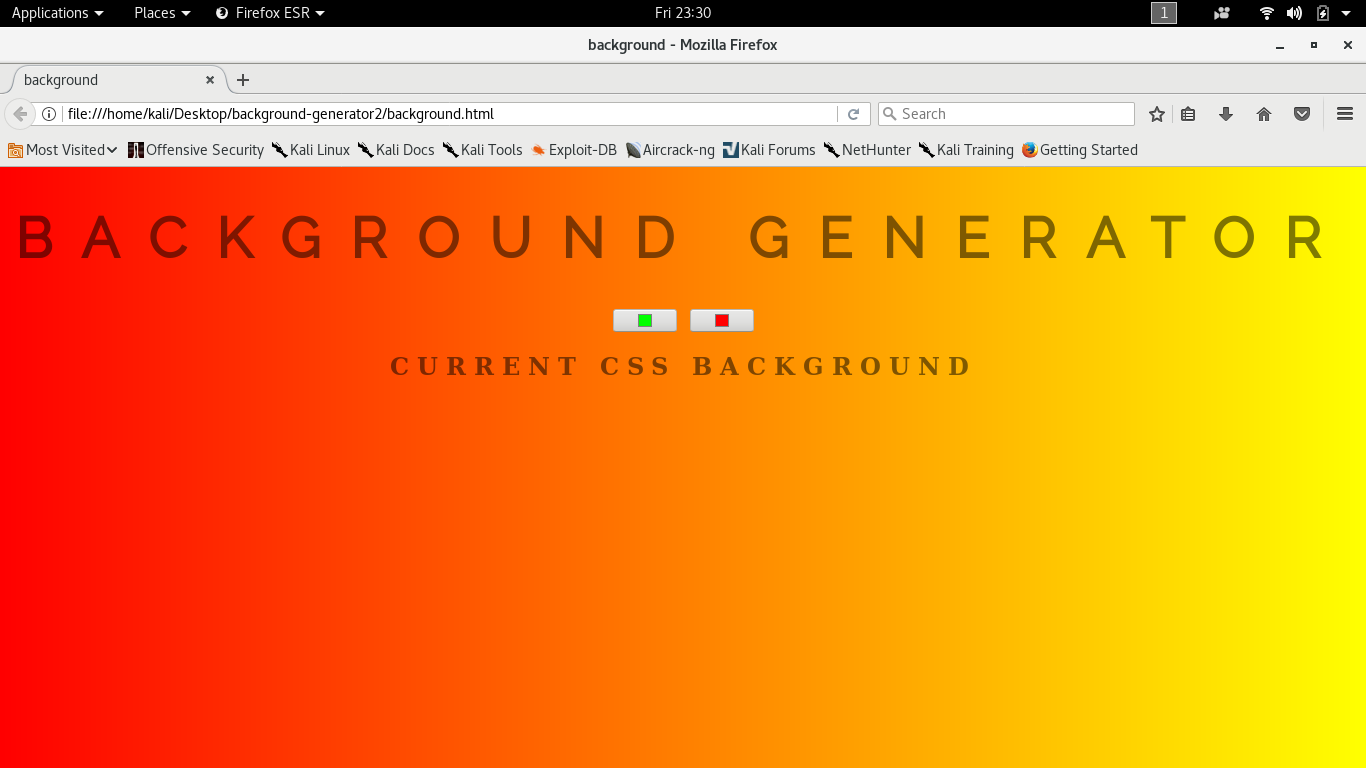 Applications Places Firefox ESR Fri 23:30 1
background - Mozilla Firefox
background
file:///home/kali/Desktop/background-generator2/background.html Search
Most Visited Offensive Security Kali Linux Kali Docs Kali Tools Exploit-DB Aircrack-ng Kali Forums NetHunter Kali Training Getting Started
BACKGROUND GENERATOR
CURRENT CSS BACKGROUND